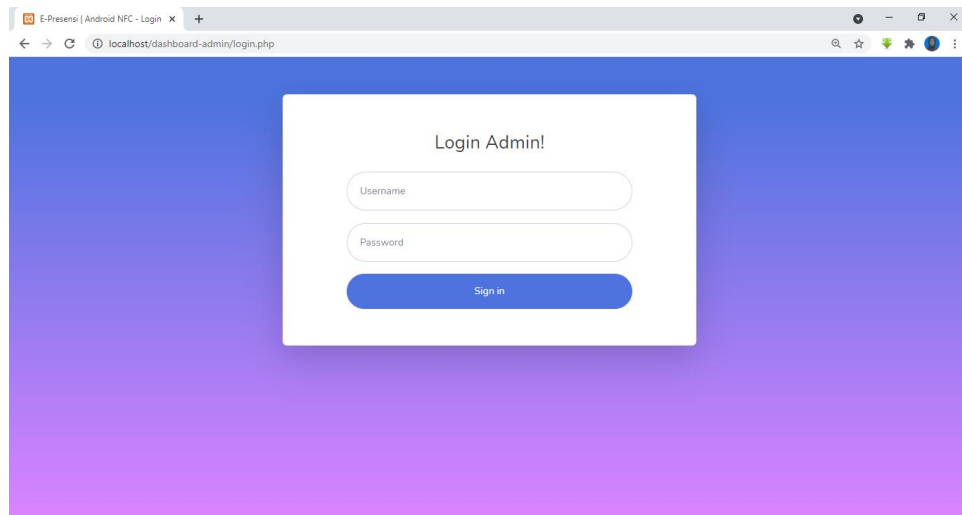 E-Presensi | Android NFC - Login
localhost/dashboard-admin/login.php
Login Admin!
Username
Password
Sign in